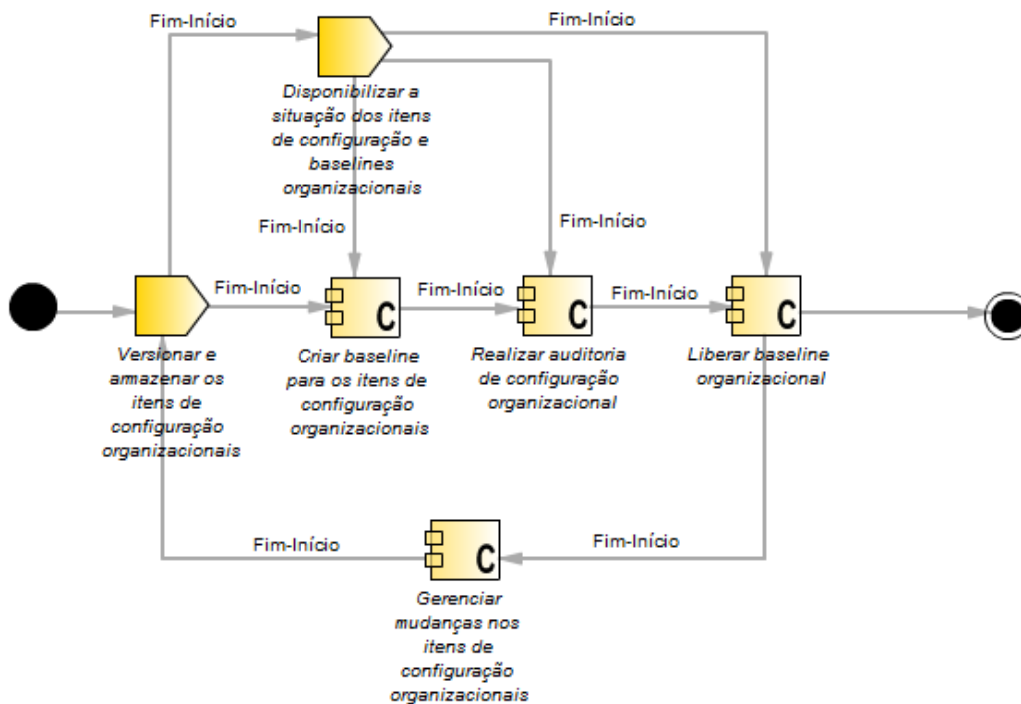 Fim-Início
Fim-Início
Disponibilizar a
situação dos itens
de configuração e
baselines
organizacionais
Fim-Início
Fim-Início
Fim-Início
Fim-Início
Fim-Início
C
C
C
Versionar e
armazenar os
itens de
configuração
organizacionais
Criar baseline
para os itens de
configuração
organizacionais
Realizar auditoria
de configuração
organizacional
Liberar baseline
organizacional
Fim-Início
Fim-Início
C
Gerenciar
mudanças nos
itens de
configuração
organizacionais